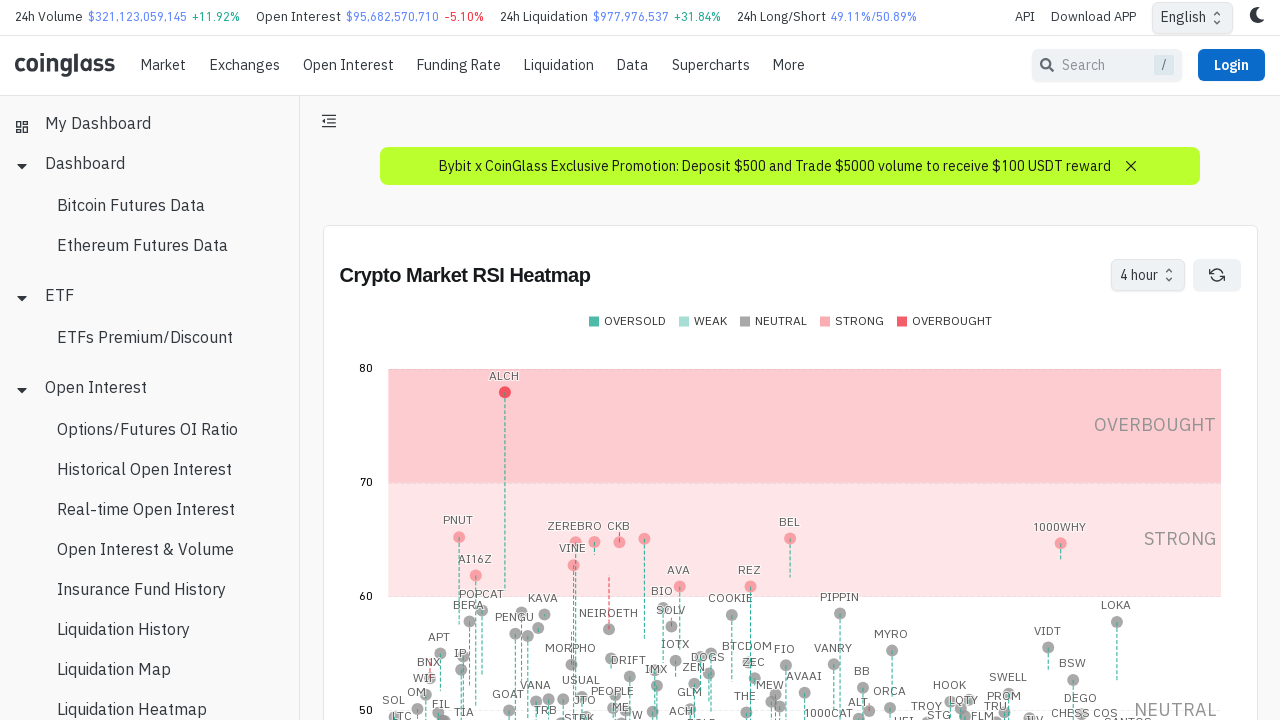 24h Volume $321,123,059,145 +11.92% Open Interest $95,682,570,710 -5.10% 24h Liquidation $977,976,537 +31.84% 24h Long/Short 49.11%/50.89% API Download APP English
coinglass Market Exchanges Open Interest Funding Rate Liquidation Data Supercharts More Search / Login
My Dashboard
Dashboard
Bitcoin Futures Data
Ethereum Futures Data
ETF
ETFs Premium/Discount
Open Interest
Options/Futures OI Ratio
Historical Open Interest
Real-time Open Interest
Open Interest & Volume
Insurance Fund History
Liquidation History
Liquidation Map
Liquidation Heatmap
Bybit x CoinGlass Exclusive Promotion: Deposit $500 and Trade $5000 volume to receive $100 USDT reward
Crypto Market RSI Heatmap 4 hour
OVERSOLD WEAK NEUTRAL STRONG OVERBOUGHT
80
ALCH
OVERBOUGHT
70
PNUT ZEREBRO CKB BEL 1000WHY
STRONG
VINE
AI16Z AVA REZ
60
POPCAT BIO
BERA KAVA COOKIE PIPPIN LOKA
PENGU NEIROETH SOLV
APT MYRO VIDT
IP MORPHO IOTX BTCDOM FIO VANRY
BNX DRIFT DOGS ZEC BSW
WIF USUAL IMX ZEN AVAAI BB SWELL
OM VANA PEOPLE GLM MEW ORCA HOOK
SOL GOAT JTO THE ALT LQTY PROM DEGO
FIL ME TROY TRU
50
LTC TIA TRB W ACH 1000CAT STG FLM CHESS COS
NEUTRAL